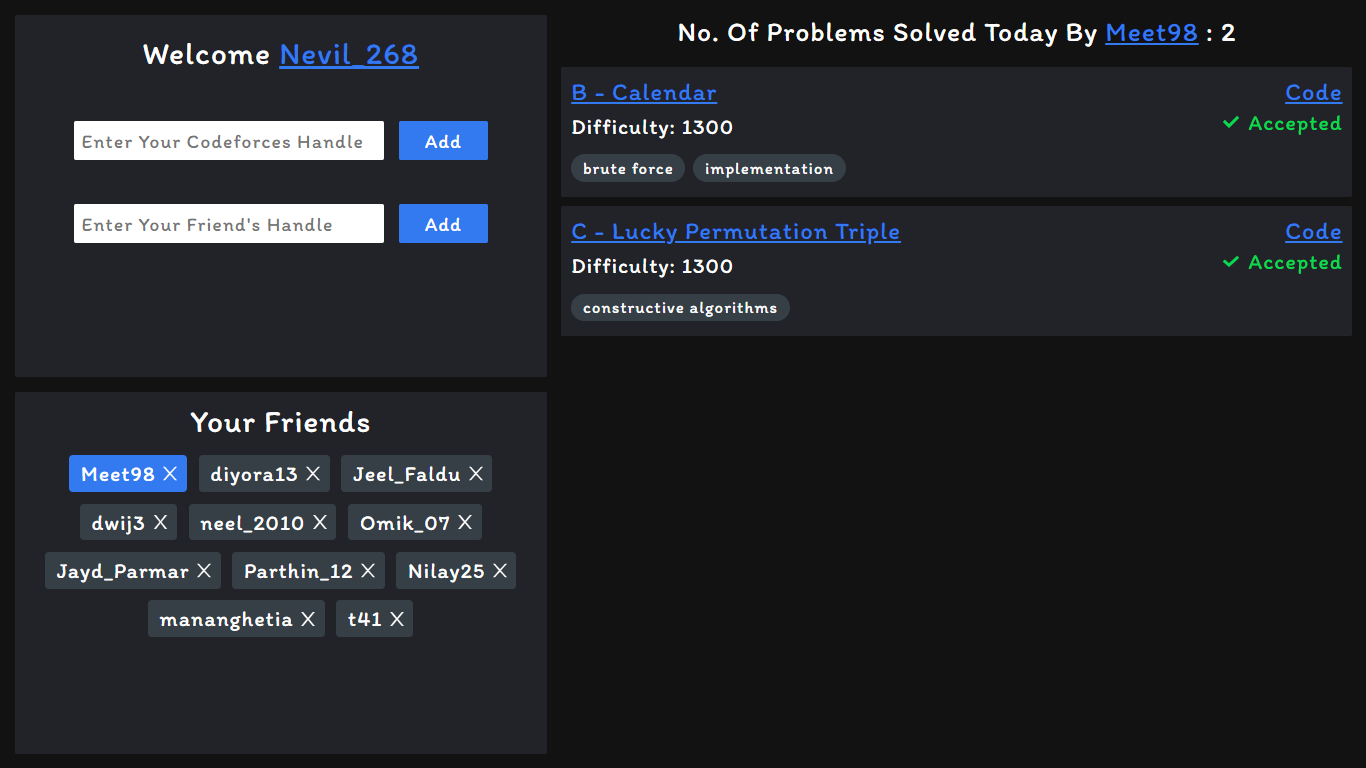 Welcome Nevil_268
Enter Your Codeforces Handle Add
Enter Your Friend's Handle Add
Your Friends
Meet98 X diyora13 X Jeel_Faldu X
dwij3 X neel_2010 X Omik_07 X
Jayd_Parmar X Parthin_12 X Nilay25 X
mananghetia X t41 X
No. Of Problems Solved Today By Meet98 : 2
B - Calendar Code
Difficulty: 1300 ✓ Accepted
brute force implementation
C - Lucky Permutation Triple Code
Difficulty: 1300 ✓ Accepted
constructive algorithms